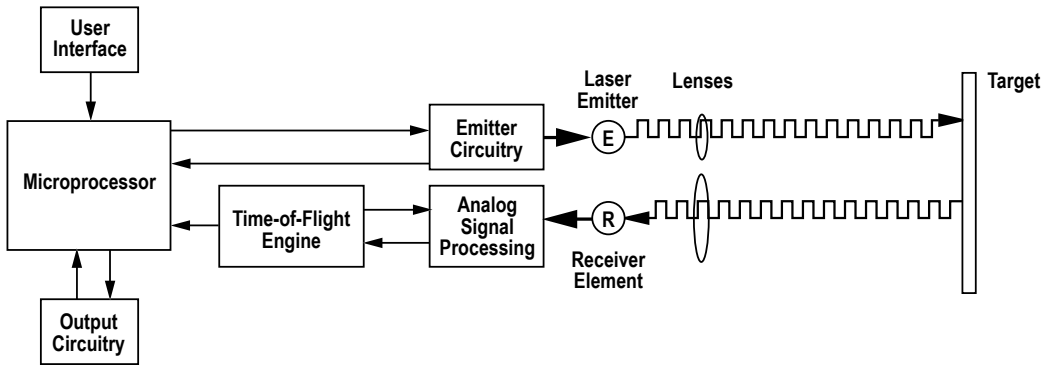 User
Interface
Microprocessor
Output
Circuitry
Time-of-Flight
Engine
Emitter
Circuitry
Analog
Signal
Processing
Laser
Emitter
E
R
Receiver
Element
Lenses
Target